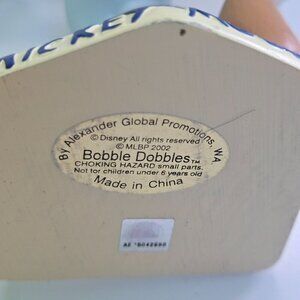 MICKEY
By Alexander Global Promotions, WA.
© Disney All rights reserved
© MLBP 2002
Bobble Dobbles™
CHOKING HAZARD small parts.
Not for children under 6 years old
Made in China